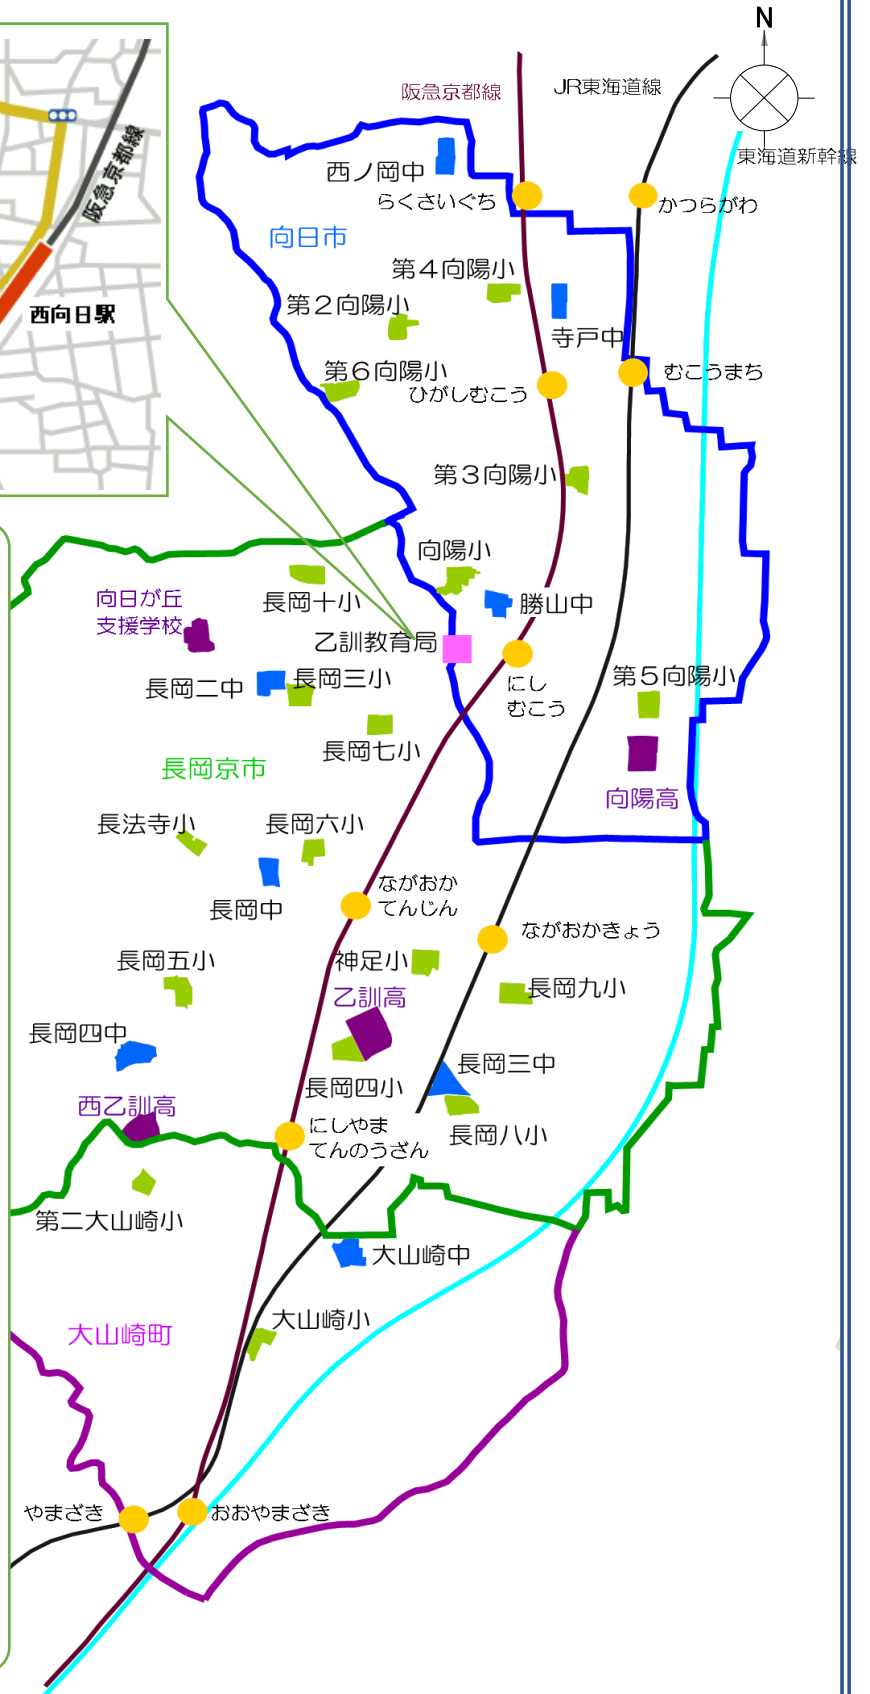 N
阪急京都線
JR東海道線
東海道新幹線
阪急京都線
西ノ岡中
らくさいぐち
かつらがわ
向日市
第4向陽小
第2向陽小
西向日駅
寺戸中
第6向陽小
むこうまち
ひがしむこう
第3向陽小
向陽小
向日が丘
支援学校
長岡十小
勝山中
乙訓教育局
長岡二中
長岡三小
にし
むこう
第5向陽小
長岡七小
長岡京市
向陽高
長法寺小
長岡六小
長岡中
ながおか
てんじん
ながおかきょう
長岡五小
神足小
乙訓高
長岡九小
長岡四中
長岡三中
長岡四小
西乙訓高
にしやま
てんのうざん
長岡八小
第二大山崎小
大山崎中
大山崎小
大山崎町
やまざき
おおやまざき